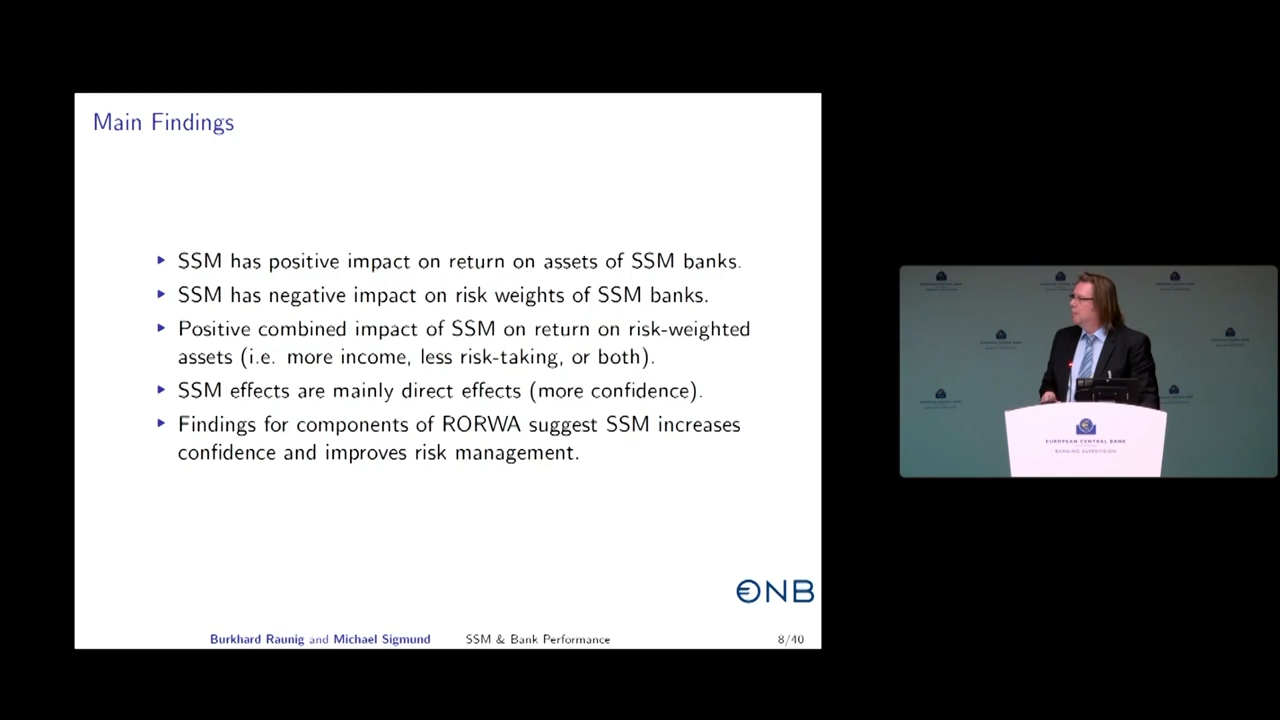 Main Findings
SSM has positive impact on return on assets of SSM banks.
SSM has negative impact on risk weights of SSM banks.
Positive combined impact of SSM on return on risk-weighted
assets (i.e. more income, less risk-taking, or both).
SSM effects are mainly direct effects (more confidence).
Findings for components of RORWA suggest SSM increases
confidence and improves risk management.
ONB
Burkhard Raunig and Michael Sigmund SSM & Bank Performance 8/40
EUROPEAN CENTRAL BANK
BANKING SUPERVISION